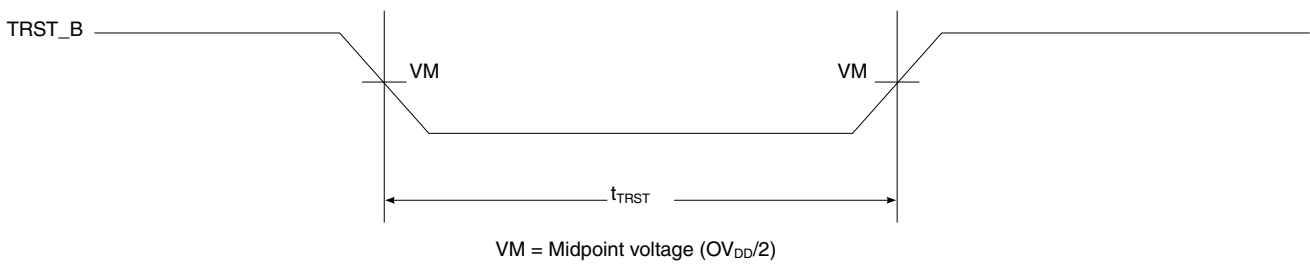 TRST_B
VM
VM
tTRST
VM = Midpoint voltage (OVDD/2)